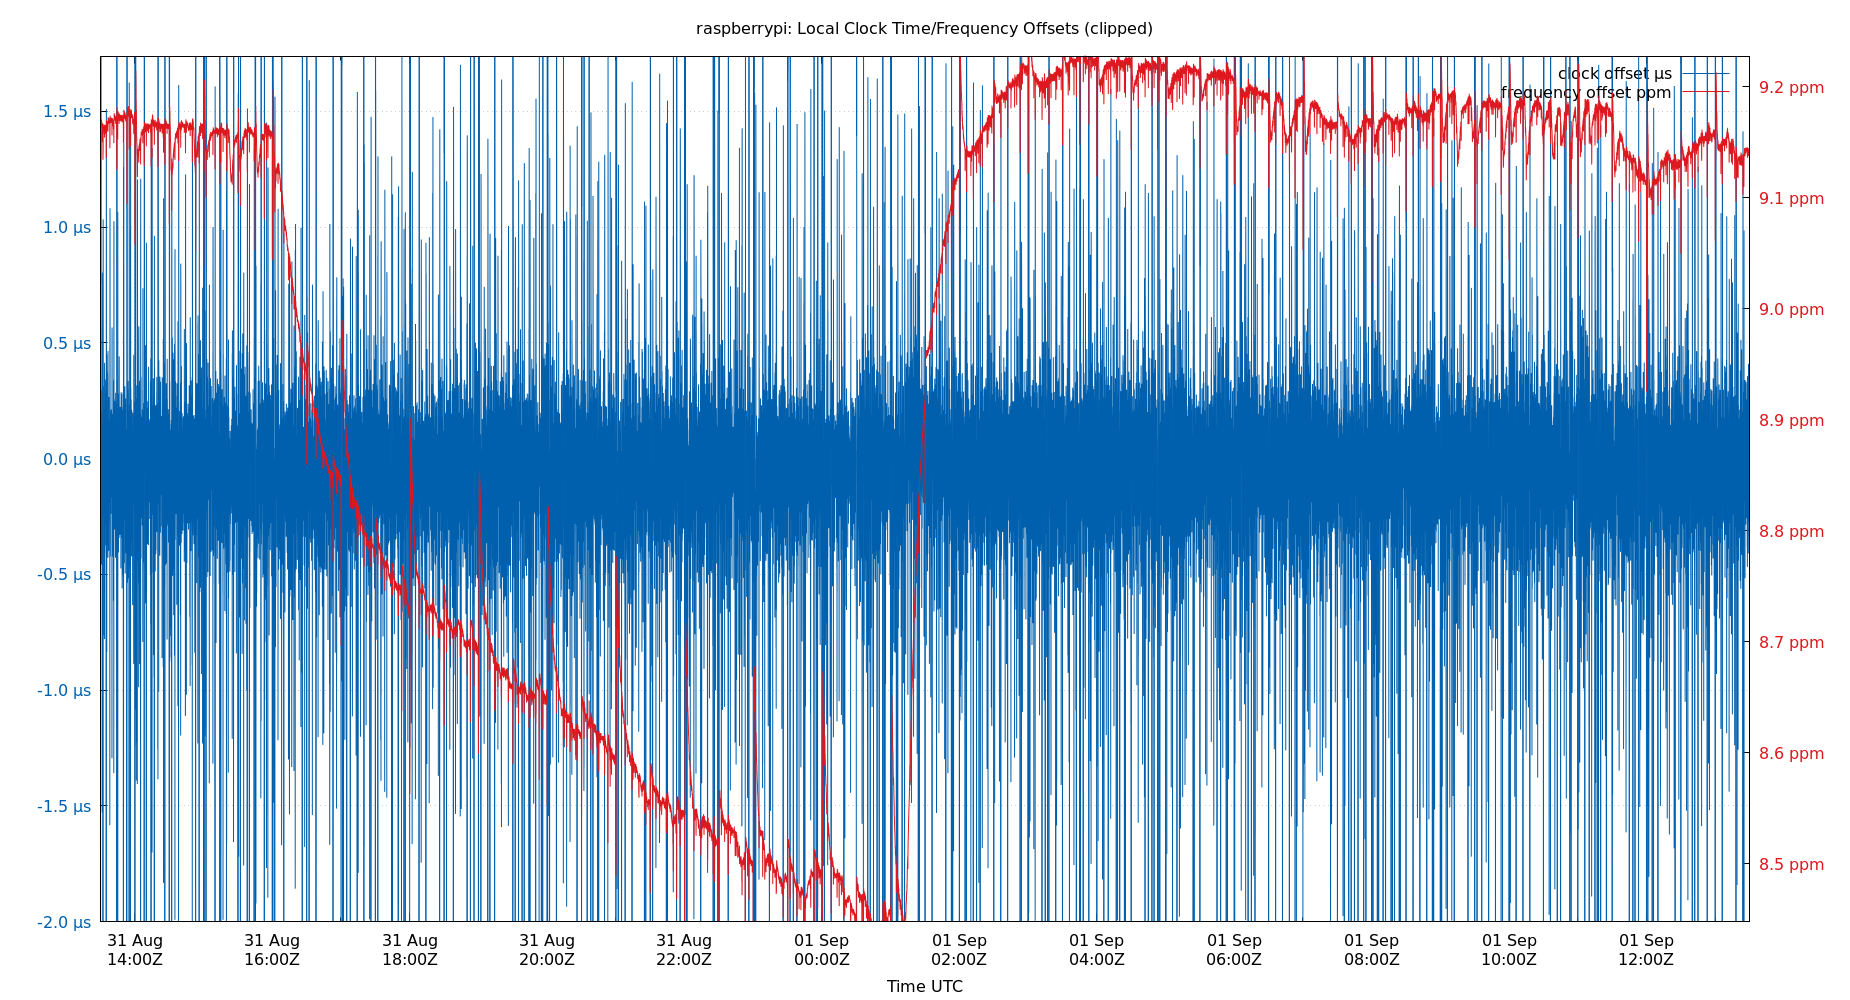 raspberrypi: Local Clock Time/Frequency Offsets (clipped)
clock offset µs
frequency offset ppm
1.5 µs
1.0 µs
0.5 µs
0.0 µs
-0.5 µs
-1.0 µs
-1.5 µs
-2.0 µs
9.2 ppm
9.1 ppm
9.0 ppm
8.9 ppm
8.8 ppm
8.7 ppm
8.6 ppm
8.5 ppm
31 Aug 31 Aug 31 Aug 31 Aug 31 Aug 01 Sep 01 Sep 01 Sep 01 Sep 01 Sep 01 Sep 01 Sep
14:00Z 16:00Z 18:00Z 20:00Z 22:00Z 00:00Z 02:00Z 04:00Z 06:00Z 08:00Z 10:00Z 12:00Z
Time UTC